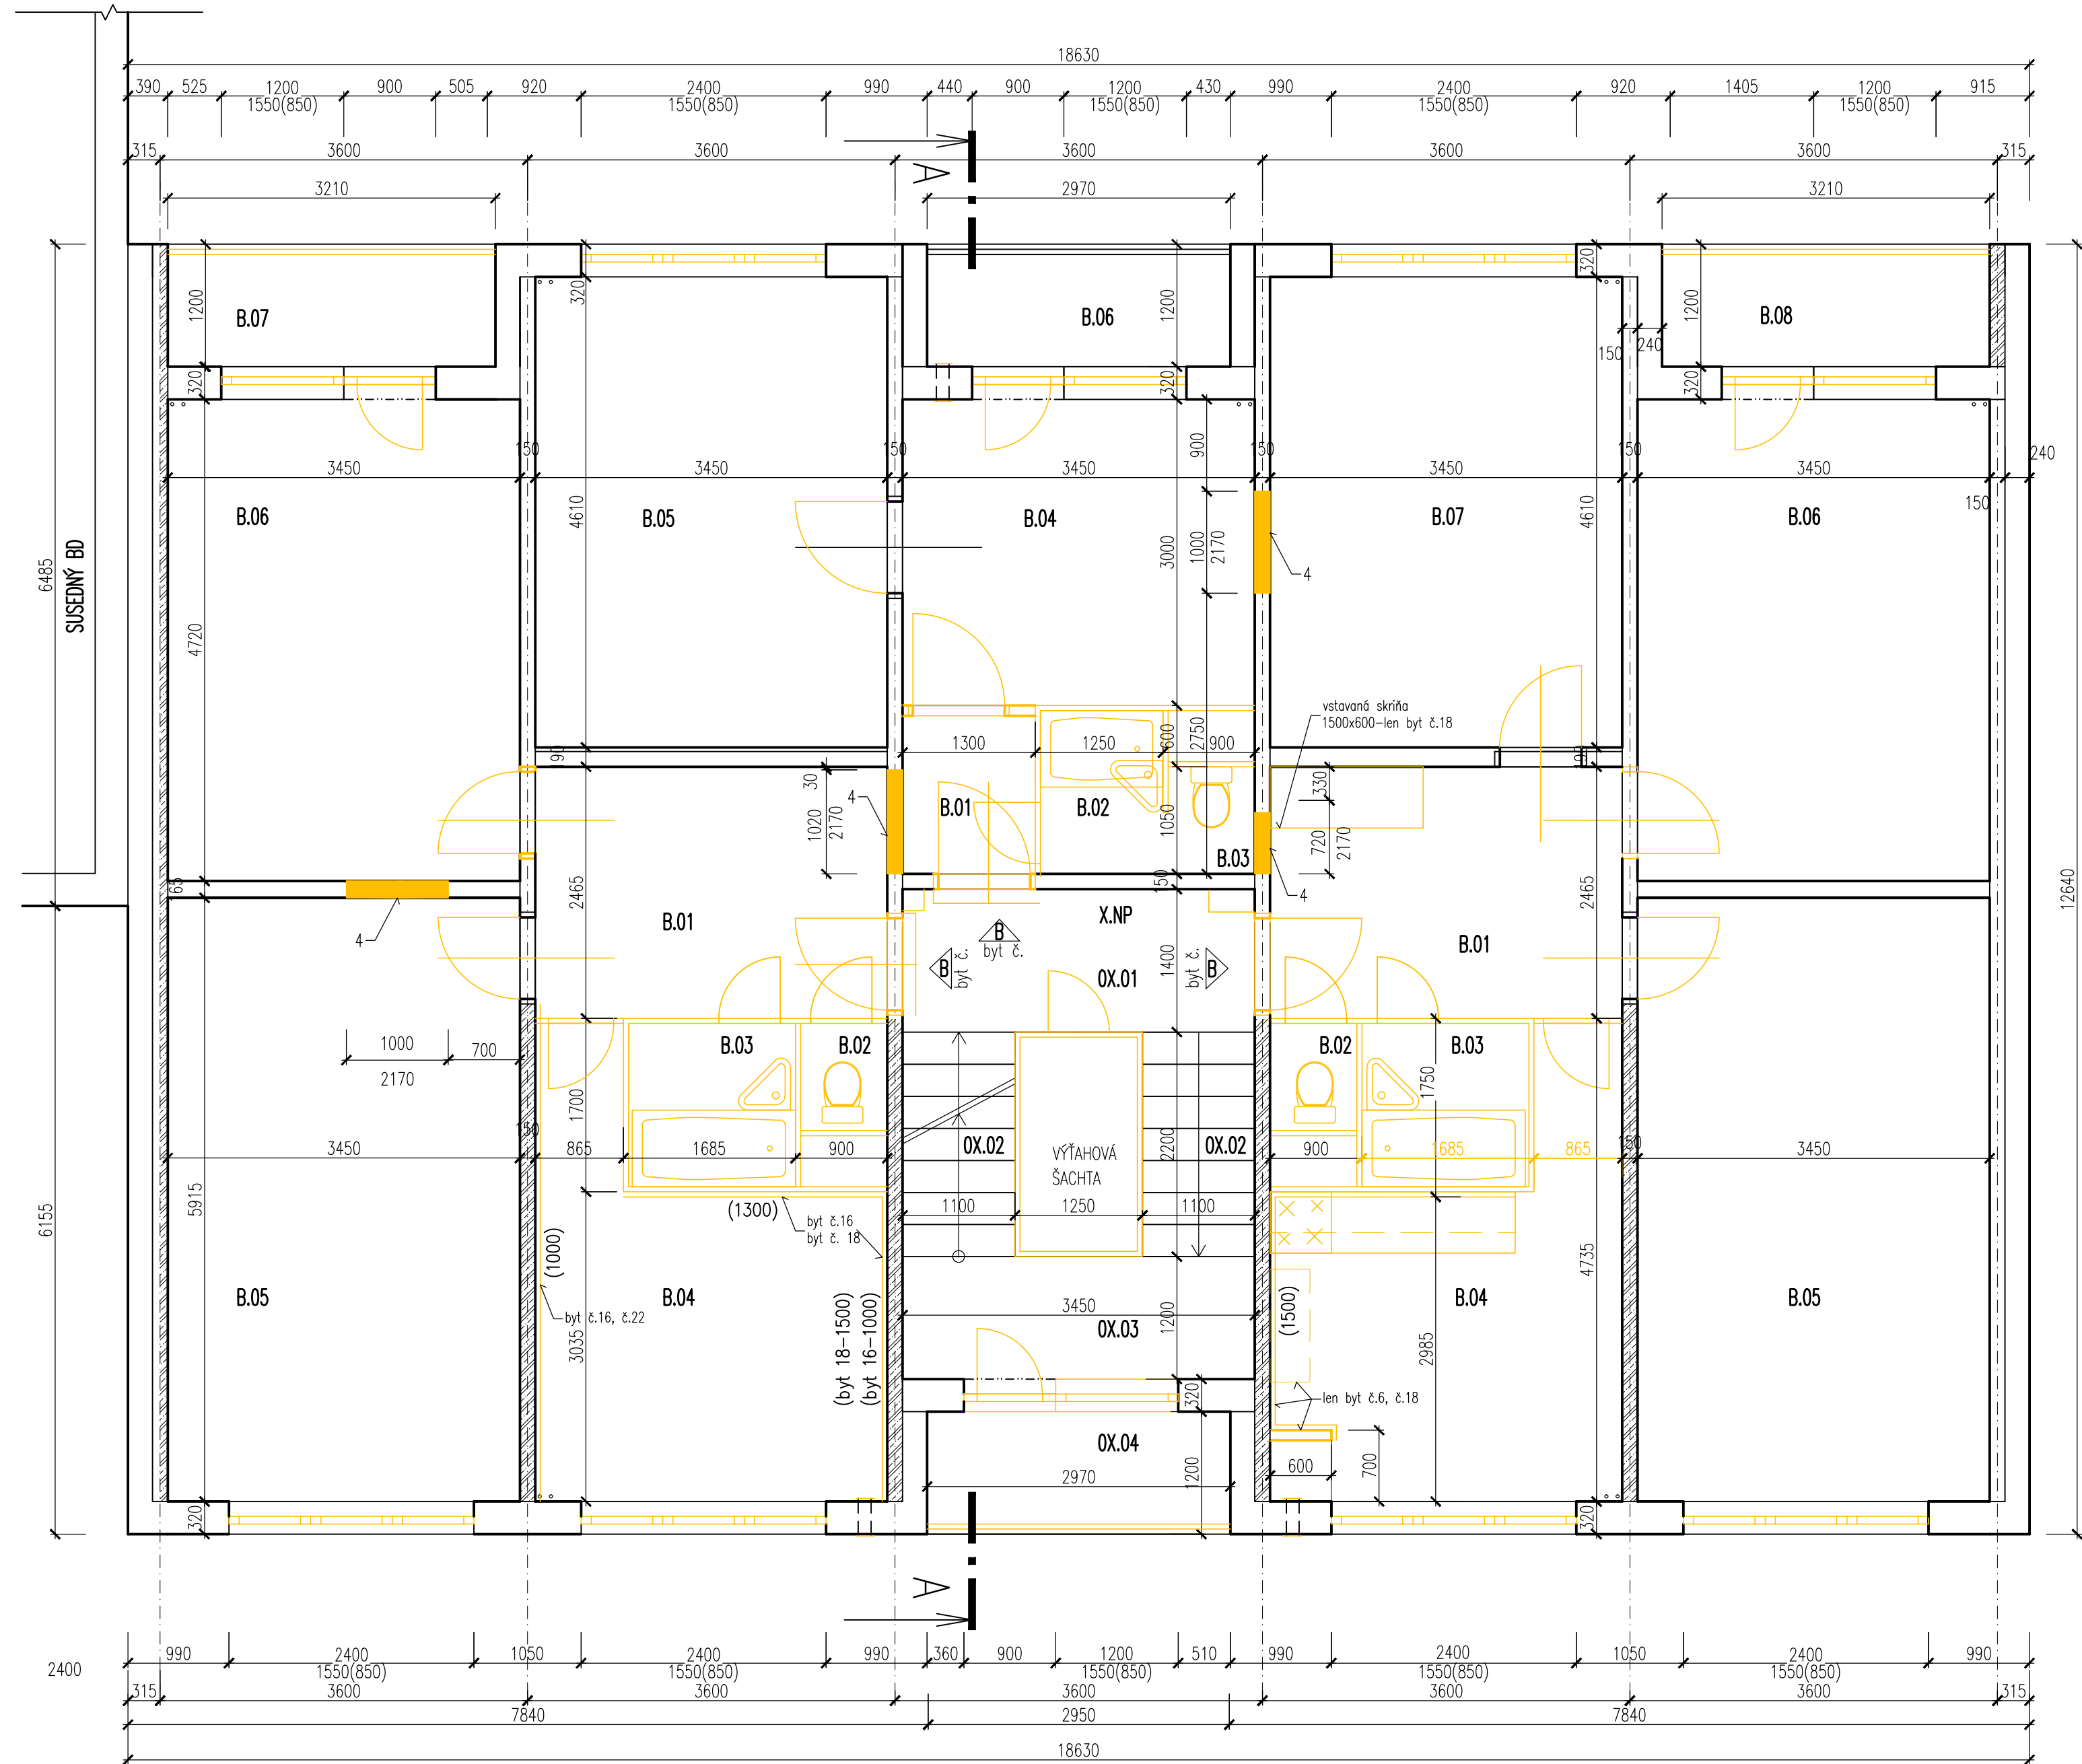 18630
390 525 1200 900 505 920 2400 990 440 900 1200 430 990 2400 920 1405 1200 915
1550(850) 1550(850) 1550(850) 1550(850) 1550(850)
315 3600 3600 3600 3600 3600 315
A
3210 2970 3210
320 320
1200 1200 1200
B.07 B.06 B.08
150 240
320 320 320
150 150 150 150 240
900
3450 3450 3450 3450 3450
150
B.06 B.05 B.04 B.07 B.06
4610 4610
3000 1000 2170
4
SUSEDNÝ BD
6485
4720
12640
vstavaná skriňa
1500x600-len byt č.18
190
1300 1250 600 2750 900
30
1020 2170
4
B.01 B.02 1050 B.03
330
720 2170
4
150
2465 2465
4
B.01 X.NP B.01
B
byt č.
B
byt č.
B
byt č.
1400
0X.01
1000 700
2170
B.03 B.02 B.02 B.03
1700 1750
150 150
3450 865 1685 900 900 1685 865 3450
0X.02 VÝŤAHOVÁ
ŠACHTA
2200 0X.02
1100 1250 1100
5915
6155
(1300)
byt č.16
byt č. 18
(1000)
4735
B.05 B.04 B.04 B.05
byt č.16, č.22
3035
(byt 18-1500)
(byt 16-1000)
3450
0X.03
1200
(1500)
2985
len byt č.6, č.18
320
0X.04
2970
1200
600 700
320 320
A
990 2400 1050 2400 990 360 900 1200 510 990 2400 1050 2400 990
2400
1550(850) 1550(850) 1550(850) 1550(850) 1550(850)
315 3600 3600 3600 3600 3600 315
7840 2950 7840
18630